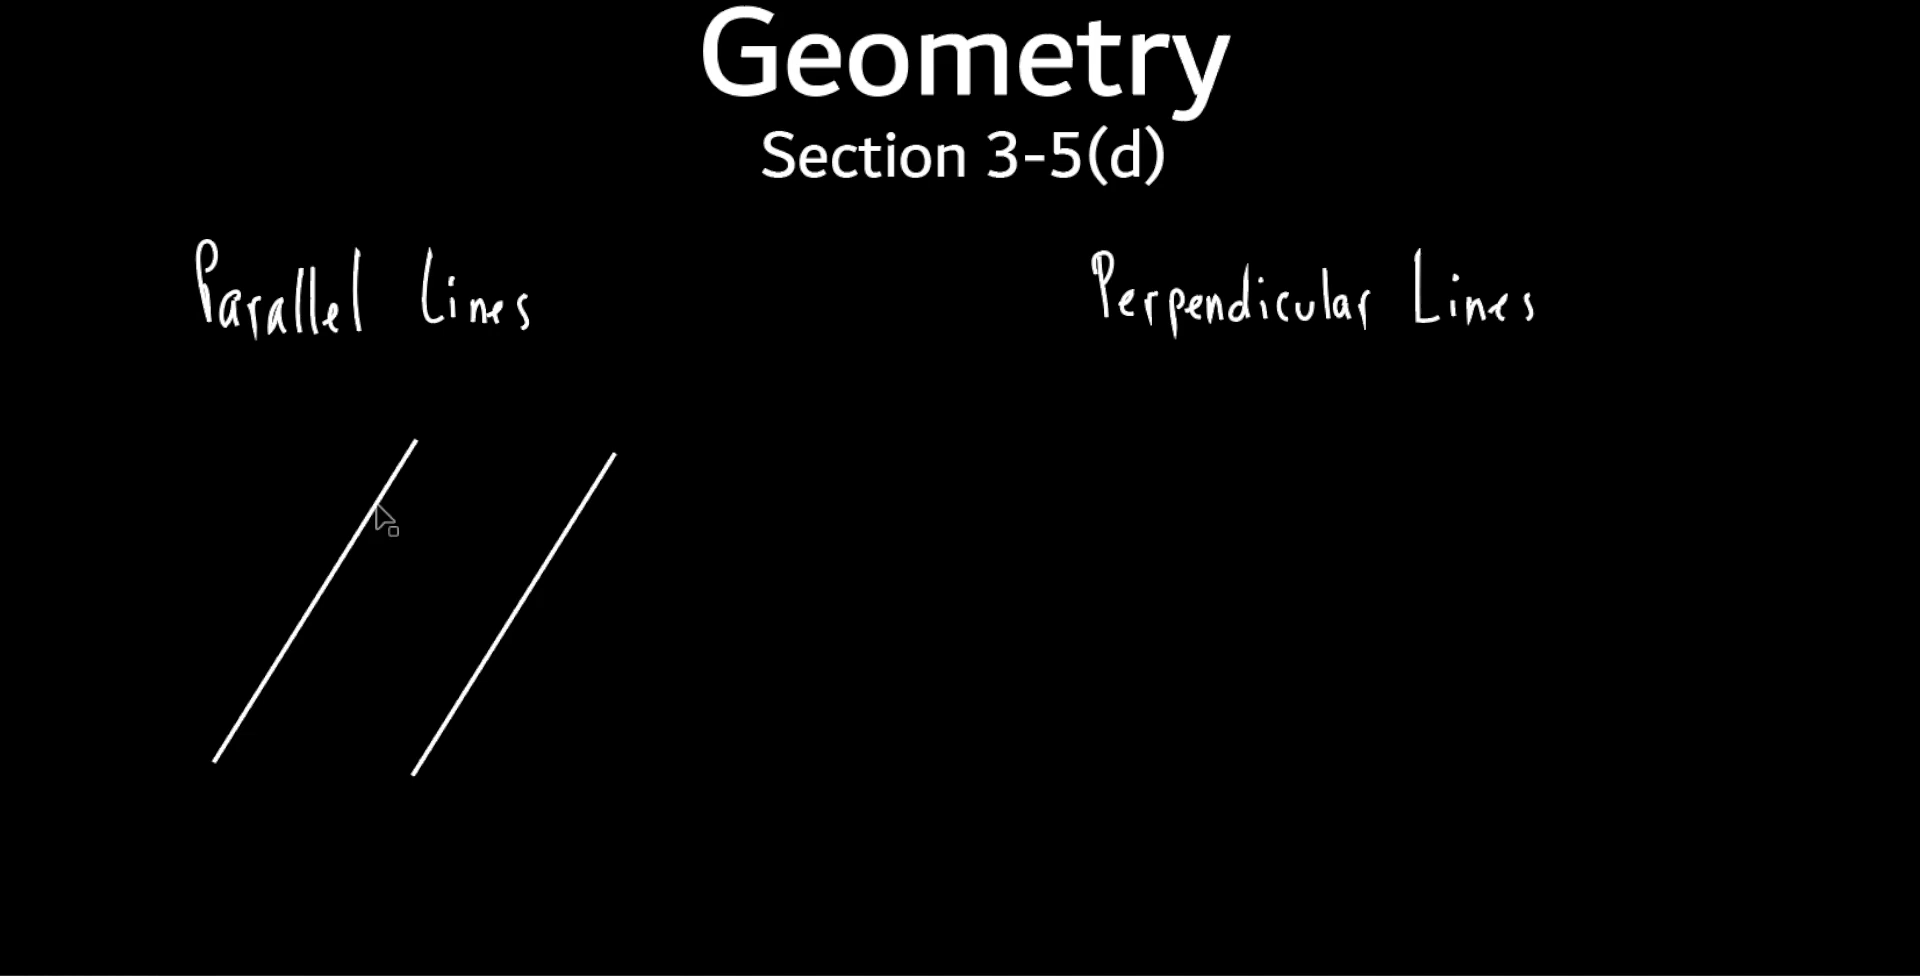 Geometry
Section 3-5(d)
Parallel Lines
Perpendicular Lines